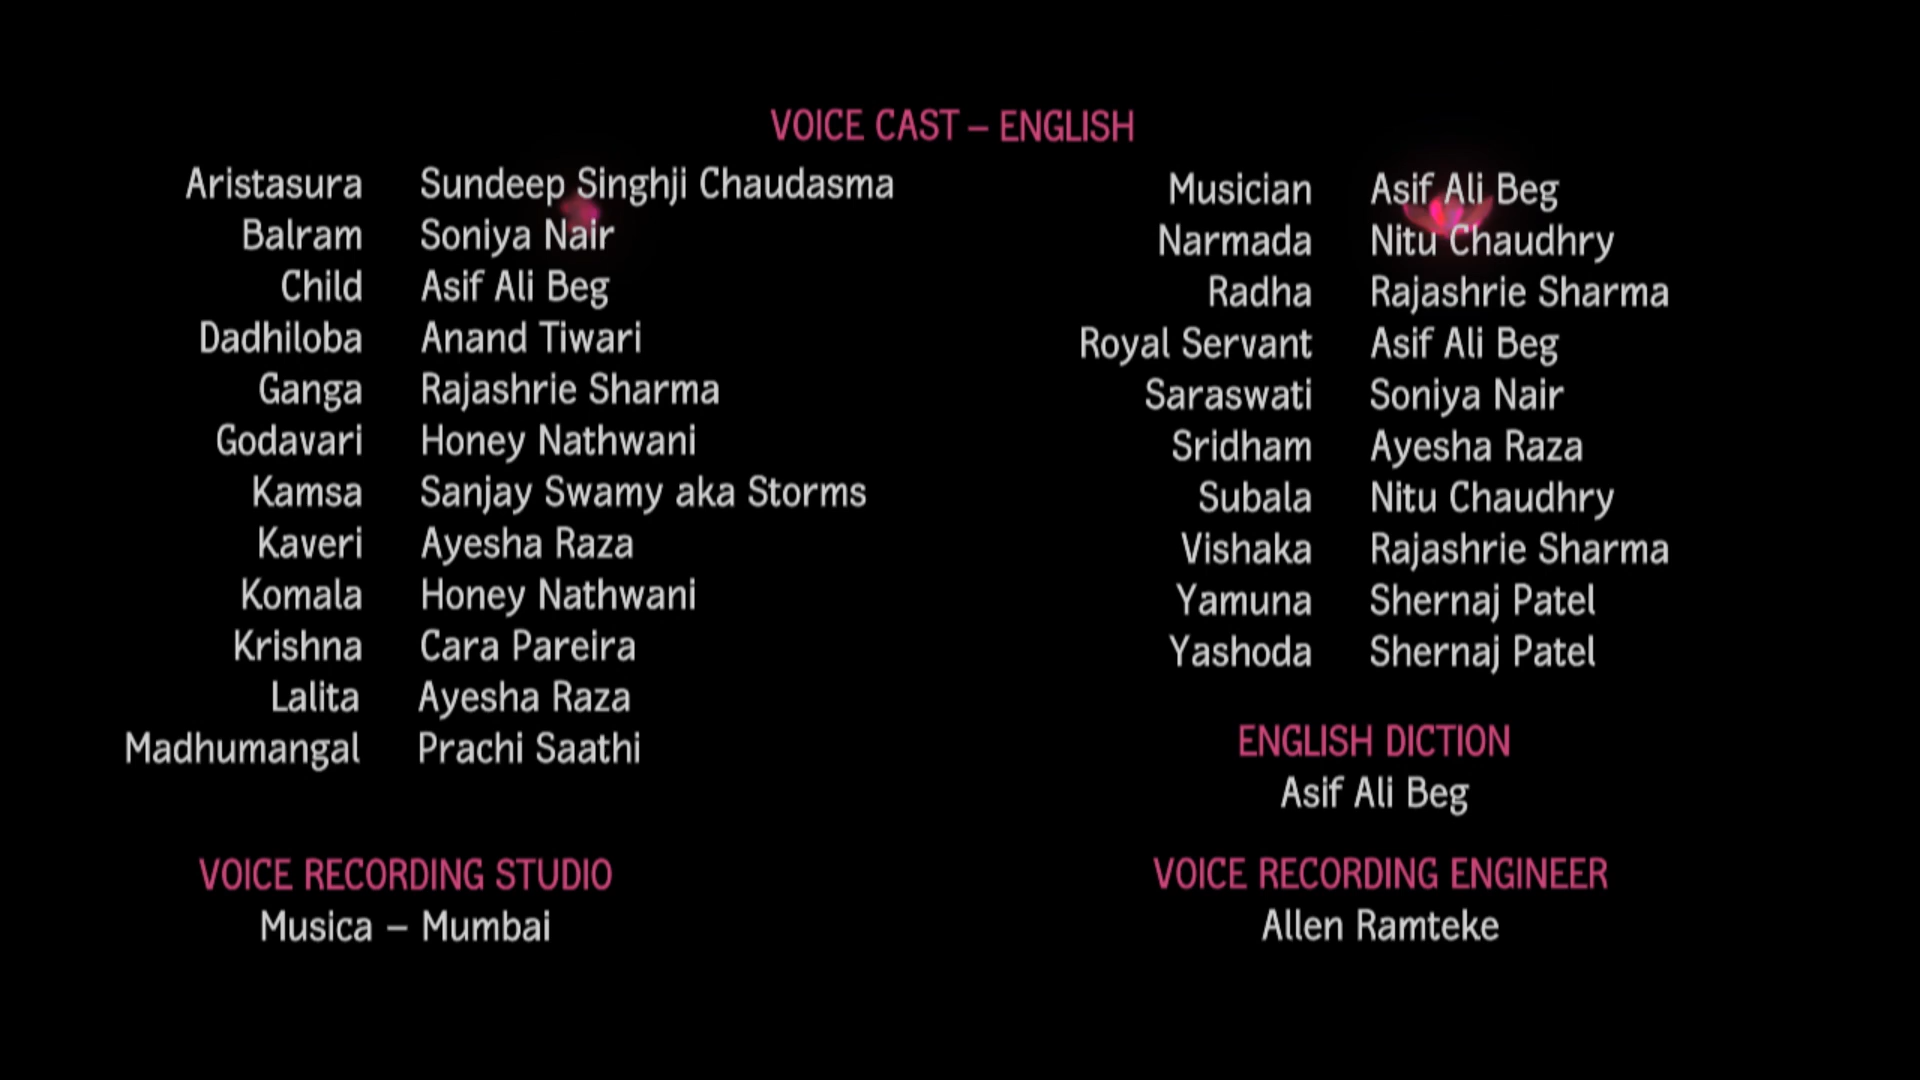 VOICE CAST – ENGLISH
Aristasura Sundeep Singhji Chaudasma
Balram Soniya Nair
Child Asif Ali Beg
Dadhiloba Anand Tiwari
Ganga Rajashrie Sharma
Godavari Honey Nathwani
Kamsa Sanjay Swamy aka Storms
Kaveri Ayesha Raza
Komala Honey Nathwani
Krishna Cara Pareira
Lalita Ayesha Raza
Madhumangal Prachi Saathi
Musician Asif Ali Beg
Narmada Nitu Chaudhry
Radha Rajashrie Sharma
Royal Servant Asif Ali Beg
Saraswati Soniya Nair
Sridham Ayesha Raza
Subala Nitu Chaudhry
Vishaka Rajashrie Sharma
Yamuna Shernaj Patel
Yashoda Shernaj Patel
ENGLISH DICTION
Asif Ali Beg
VOICE RECORDING STUDIO
Musica – Mumbai
VOICE RECORDING ENGINEER
Allen Ramteke